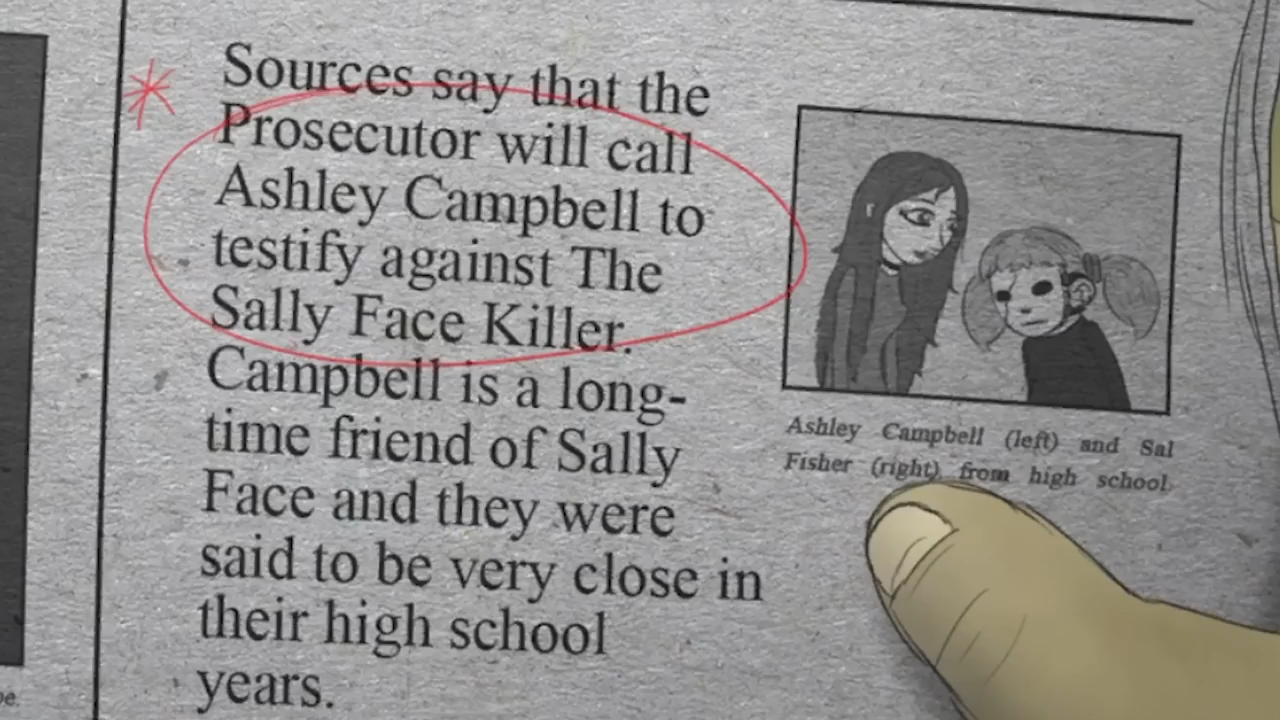 Sources say that the
Prosecutor will call
Ashley Campbell to
testify against The
Sally Face Killer.
Campbell is a long-
time friend of Sally
Face and they were
said to be very close in
their high school
years.
Ashley Campbell (left) and Sal
Fisher (right) from high school.